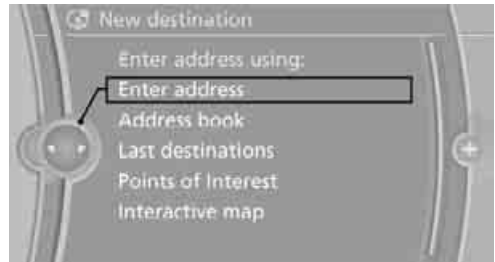 New destination
Enter address using:
Enter address
Address book
Last destinations
Points of Interest
Interactive map